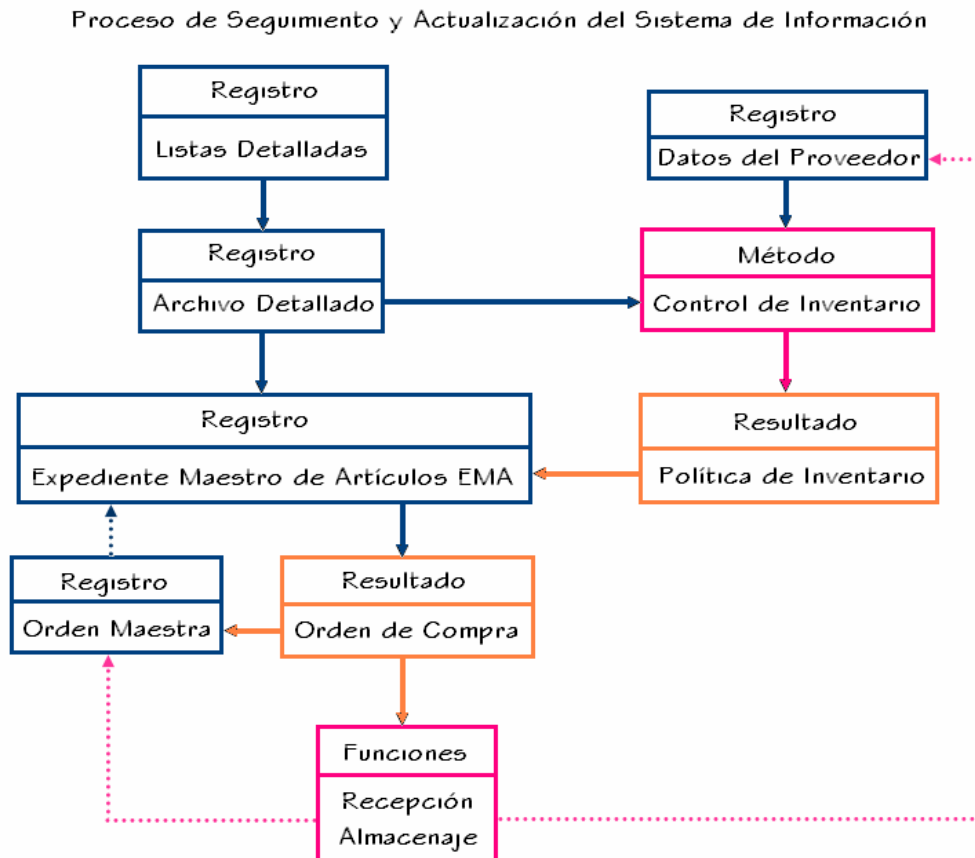 Proceso de Seguimiento y Actualización del Sistema de Información
Registro
Listas Detalladas
Registro
Datos del Proveedor
Registro
Archivo Detallado
Método
Control de Inventario
Registro
Expediente Maestro de Artículos EMA
Resultado
Política de Inventario
Registro
Orden Maestra
Resultado
Orden de Compra
Funciones
Recepción
Almacenaje